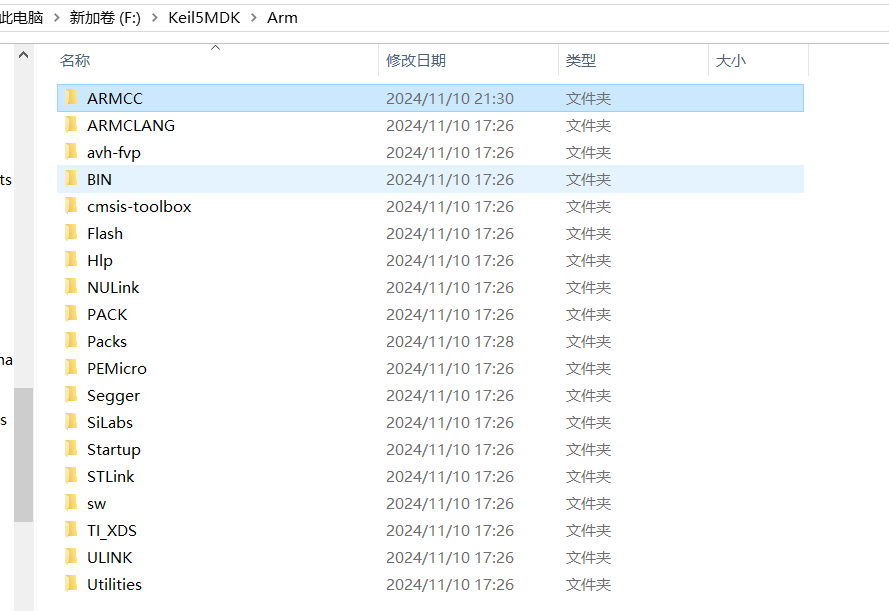 此电脑 > 新加卷 (F:) > Keil5MDK > Arm
名称 修改日期 类型 大小
ARMCC 2024/11/10 21:30 文件夹
ARMCLANG 2024/11/10 17:26 文件夹
avh-fvp 2024/11/10 17:26 文件夹
ts
BIN 2024/11/10 17:26 文件夹
cmsis-toolbox 2024/11/10 17:26 文件夹
Flash 2024/11/10 17:26 文件夹
Hlp 2024/11/10 17:26 文件夹
NULink 2024/11/10 17:26 文件夹
PACK 2024/11/10 17:26 文件夹
Packs 2024/11/10 17:28 文件夹
na
PEMicro 2024/11/10 17:26 文件夹
Segger 2024/11/10 17:26 文件夹
s
SiLabs 2024/11/10 17:26 文件夹
Startup 2024/11/10 17:26 文件夹
STLink 2024/11/10 17:26 文件夹
sw 2024/11/10 17:26 文件夹
TI_XDS 2024/11/10 17:26 文件夹
ULINK 2024/11/10 17:26 文件夹
Utilities 2024/11/10 17:26 文件夹